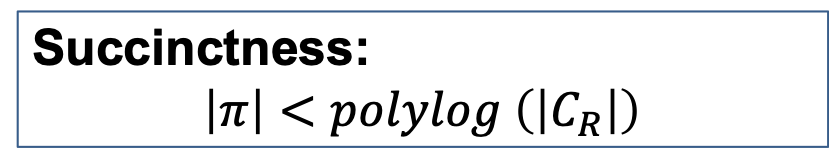 Succinctness:
|𝜋| < 𝑝𝑜𝑙𝑦𝑙𝑜𝑔 (|𝐶_𝑅|)